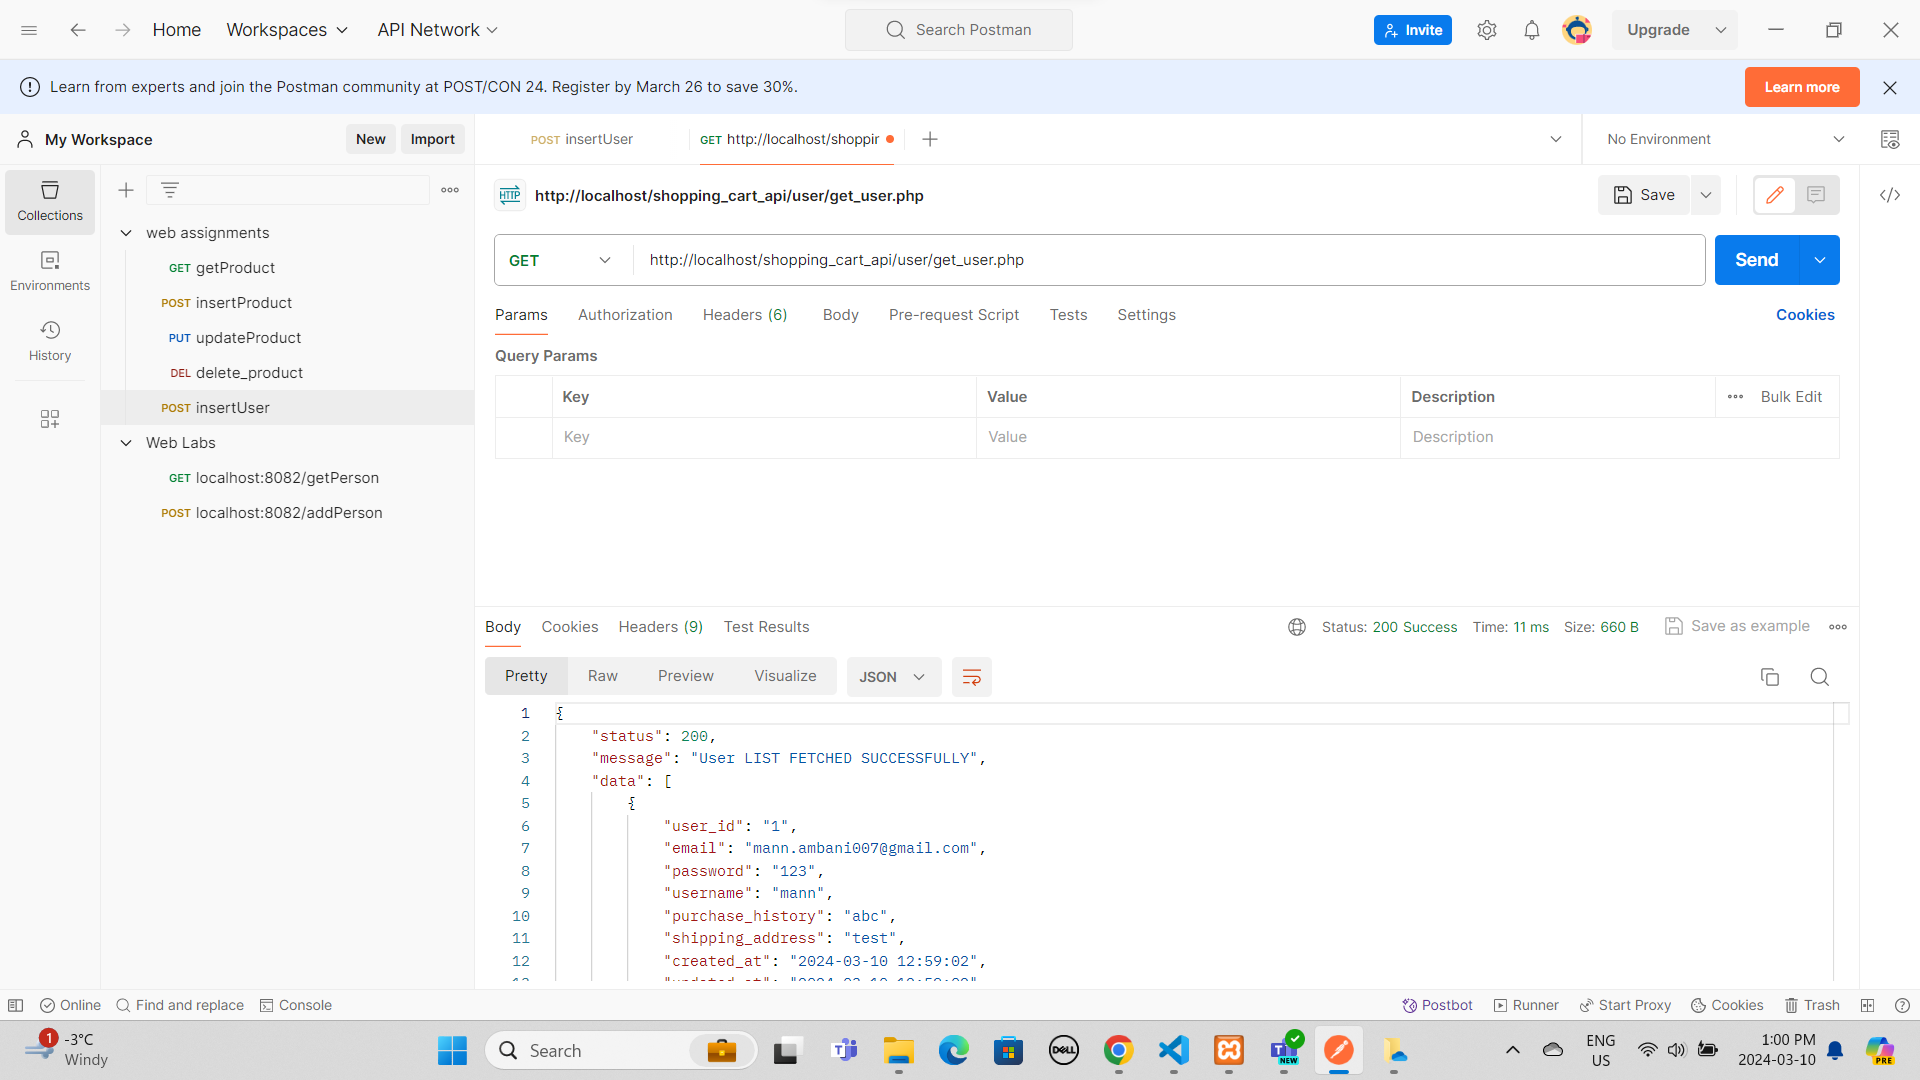 Home
Workspaces
API Network
Search Postman
Invite
Upgrade
Learn from experts and join the Postman community at POST/CON 24. Register by March 26 to save 30%.
Learn more
My Workspace
New
Import
POST insertUser
GET http://localhost/shoppir
No Environment
Collections
Environments
History
web assignments
GET getProduct
POST insertProduct
PUT updateProduct
DEL delete_product
POST insertUser
Web Labs
GET localhost:8082/getPerson
POST localhost:8082/addPerson
HTTP http://localhost/shopping_cart_api/user/get_user.php
Save
GET
http://localhost/shopping_cart_api/user/get_user.php
Send
Params
Authorization
Headers (6)
Body
Pre-request Script
Tests
Settings
Cookies
Query Params
Key
Value
Description
Bulk Edit
Key
Value
Description
Body
Cookies
Headers (9)
Test Results
Status: 200 Success
Time: 11 ms
Size: 660 B
Save as example
Pretty
Raw
Preview
Visualize
JSON
1 {
2 "status": 200,
3 "message": "User LIST FETCHED SUCCESSFULLY",
4 "data": [
5 {
6 "user_id": "1",
7 "email": "mann.ambani007@gmail.com",
8 "password": "123",
9 "username": "mann",
10 "purchase_history": "abc",
11 "shipping_address": "test",
12 "created_at": "2024-03-10 12:59:02",
Online
Find and replace
Console
Postbot
Runner
Start Proxy
Cookies
Trash
1
-3°C
Windy
Search
DELL
NEW
ENG
US
1:00 PM
2024-03-10
PRE